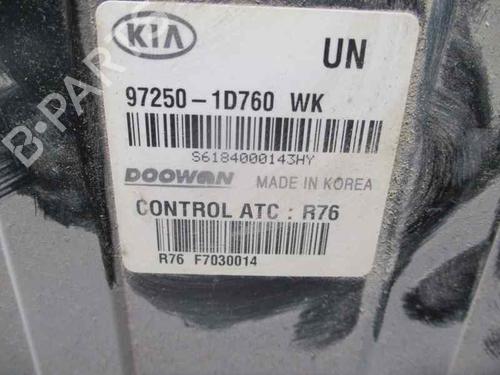 KIA
UN
97250-1D760 WK
S6184000143HY
DOOWON MADE IN KOREA
CONTROL ATC : R76
R76 F7030014
B-PARTS